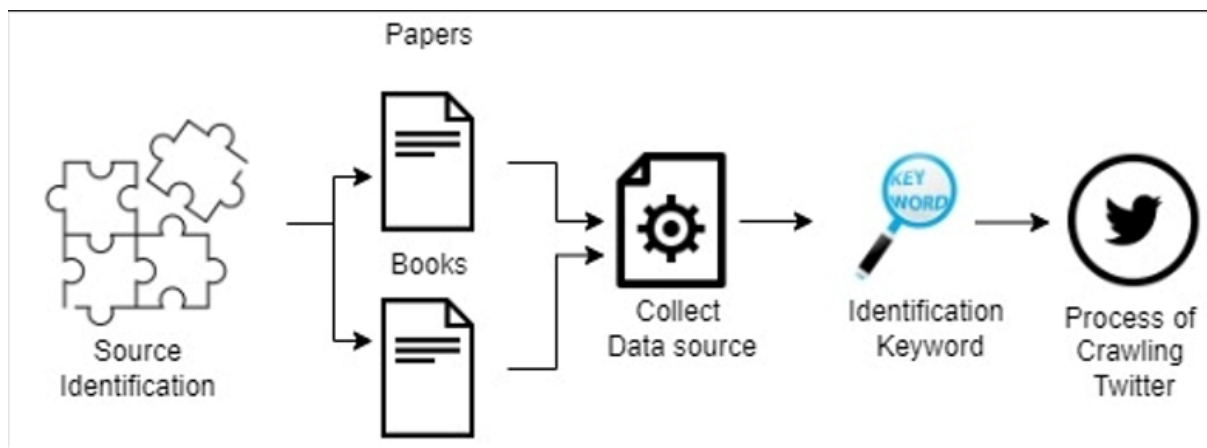 Papers
Books
Source
Identification
Collect
Data source
KEY
WORD
Identification
Keyword
Process of
Crawling
Twitter